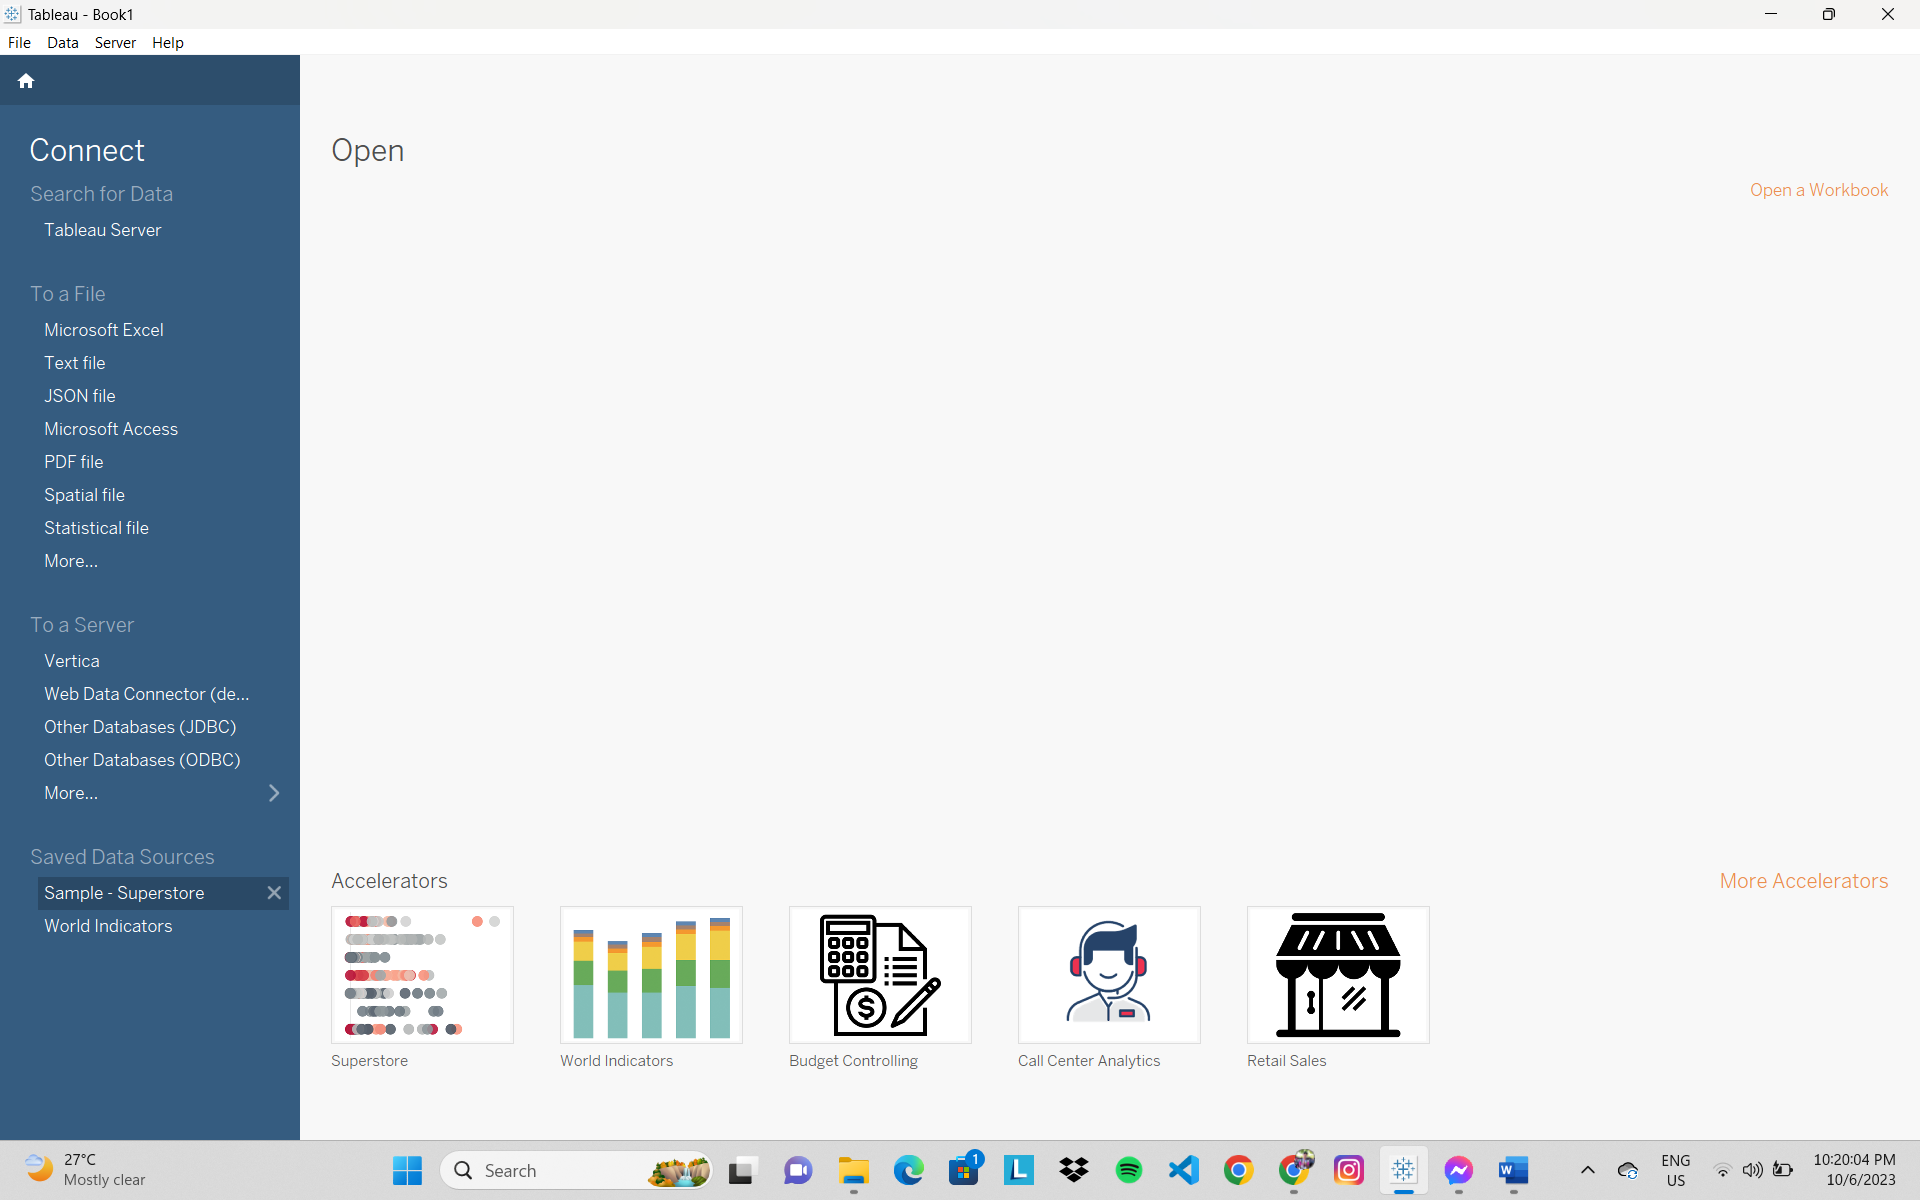 Tableau - Book1
File Data Server Help
Connect
Search for Data
Tableau Server
To a File
Microsoft Excel
Text file
JSON file
Microsoft Access
PDF file
Spatial file
Statistical file
More...
To a Server
Vertica
Web Data Connector (de...
Other Databases (JDBC)
Other Databases (ODBC)
More...
Saved Data Sources
Sample - Superstore
World Indicators
Open
Open a Workbook
Accelerators
More Accelerators
Superstore
World Indicators
Budget Controlling
Call Center Analytics
Retail Sales
27°C
Mostly clear
Search
1
L
W
ENG
US
10:20:04 PM
10/6/2023